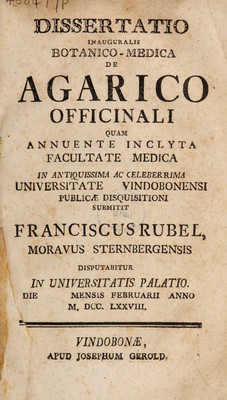 DISSERTATIO
INAUGURALIS
BOTANICO-MEDICA
DE
AGARICO
OFFICINALI
QUAM
ANNUENTE INCLYTA
FACULTATE MEDICA
IN ANTIQUISSIMA AC CELEBERRIMA
UNIVERSITATE VINDOBONENSI
PUBLICÆ DISQUISITIONI
SUBMITIT
FRANCISCUS RUBEL,
MORAVUS STERNBERGENSIS
DISPUTABITUR
IN UNIVERSITATIS PALATIO.
DIE MENSIS FEBRUARII ANNO
M. DCC. LXXVIII.
VINDOBONÆ,
APUD JOSEPHUM GEROLD.